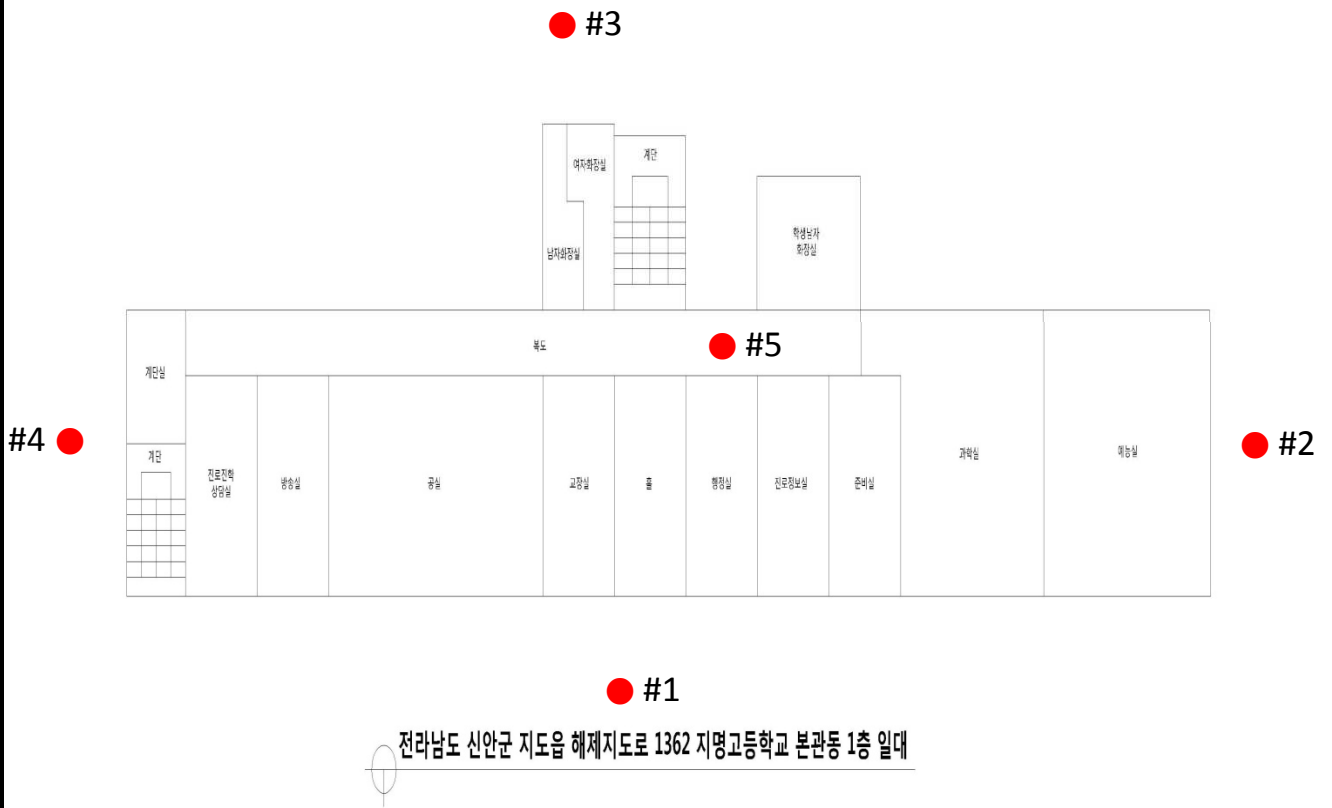 #3
여자화장실
계단
학생남자
화장실
남자화장실
복도
#5
계단실
#4
계단
진로진학
상담실
방송실
공실
교장실
홀
행정실
진로정보실
준비실
과학실
예능실
#2
#1
전라남도 신안군 지도읍 해제지도로 1362 지명고등학교 본관동 1층 일대